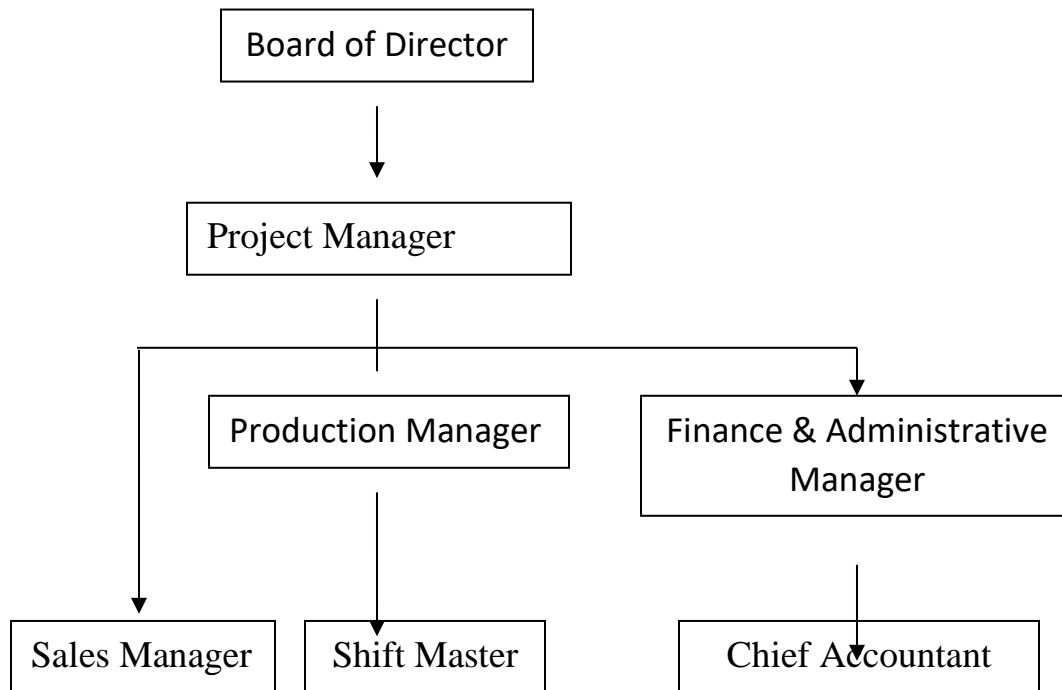 Board of Director
Project Manager
Production Manager
Finance & Administrative
Manager
Sales Manager
Shift Master
Chief Accountant